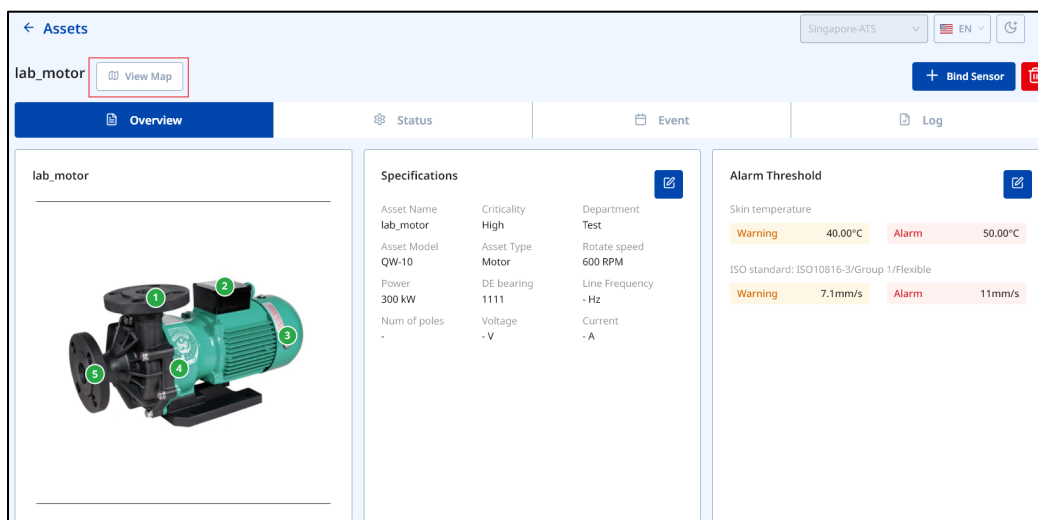 Assets
Singapore-ATS
EN
lab_motor
View Map
Bind Sensor
Overview
Status
Event
Log
lab_motor
1
2
3
4
5
Specifications
Asset Name Criticality Department
lab_motor High Test
Asset Model Asset Type Rotate speed
QW-10 Motor 600 RPM
Power DE bearing Line Frequency
300 kW 1111 - Hz
Num of poles Voltage Current
- - V - A
Alarm Threshold
Skin temperature
Warning 40.00°C Alarm 50.00°C
ISO standard: ISO10816-3/Group 1/Flexible
Warning 7.1mm/s Alarm 11mm/s